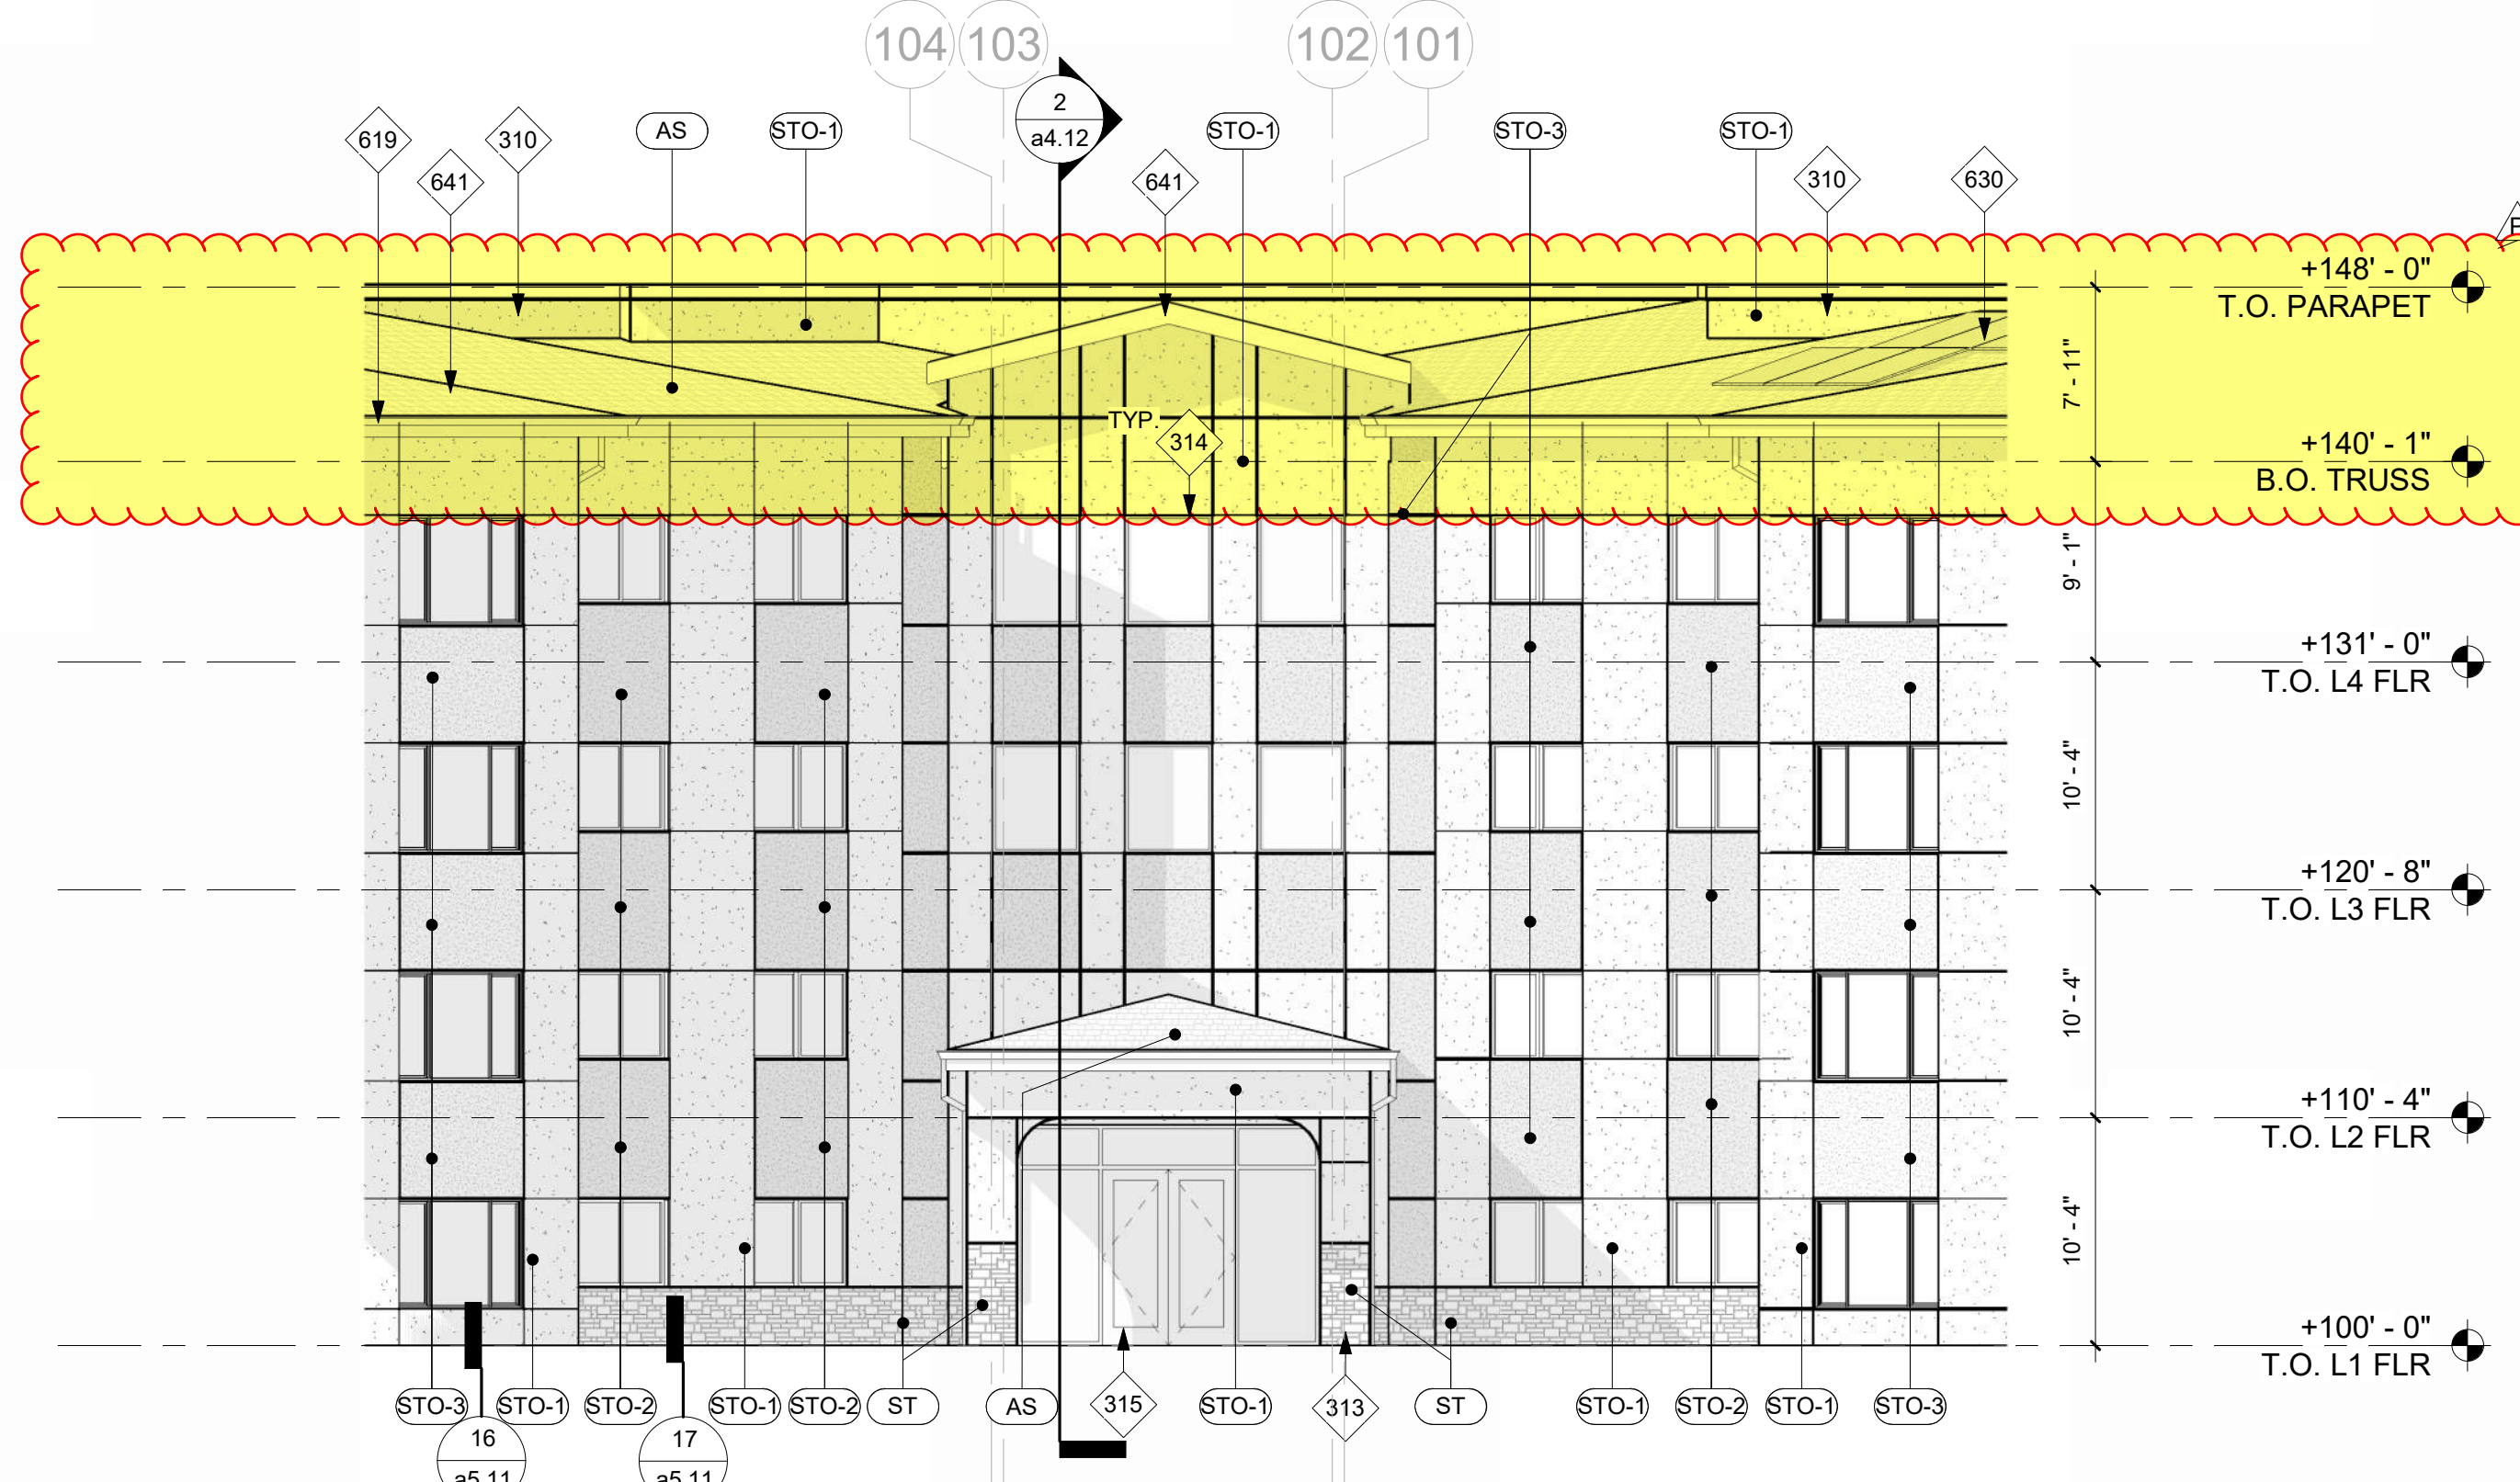 104 103 102 101
2
a4.12
619
641
310
AS
STO-1
641
STO-1
STO-3
STO-1
310
630
+148' - 0"
T.O. PARAPET
7' - 11"
TYP.
314
+140' - 1"
B.O. TRUSS
9' - 1"
+131' - 0"
T.O. L4 FLR
10' - 4"
+120' - 8"
T.O. L3 FLR
10' - 4"
+110' - 4"
T.O. L2 FLR
10' - 4"
+100' - 0"
T.O. L1 FLR
STO-3
STO-1
STO-2
STO-1
STO-2
ST
AS
315
STO-1
313
ST
STO-1
STO-2
STO-1
STO-3
16
a5.11
17
a5.11